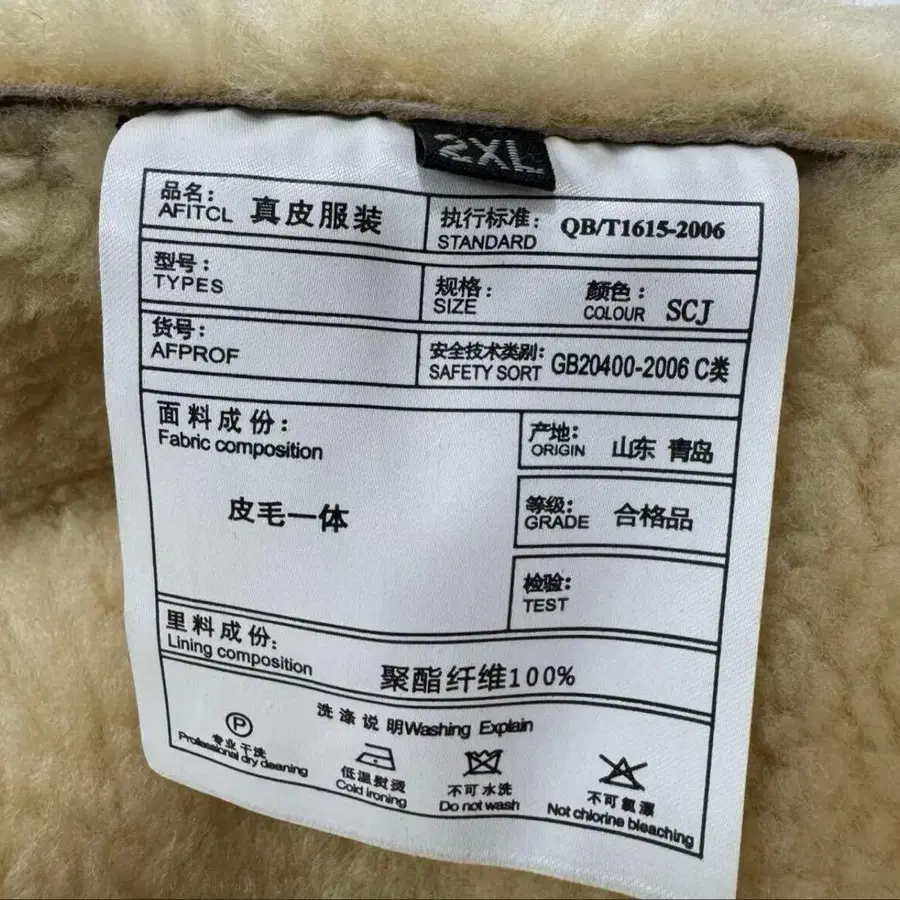 2XL
品名：
AFITCL 真皮服装
执行标准：
STANDARD QB/T1615-2006
型号：
TYPES
规格：
SIZE
颜色：
COLOUR SCJ
货号：
AFPROF
安全技术类别：
SAFETY SORT GB20400-2006 C类
面料成份：
Fabric composition
皮毛一体
产地：
ORIGIN 山东 青岛
等级：
GRADE 合格品
检验：
TEST
里料成份：
Lining composition
聚酯纤维100%
洗涤说明Washing Explain
P
专业干洗
Professional dry cleaning
低温熨烫
Cold ironing
不可水洗
Do not wash
不可氯漂
Not chlorine bleaching